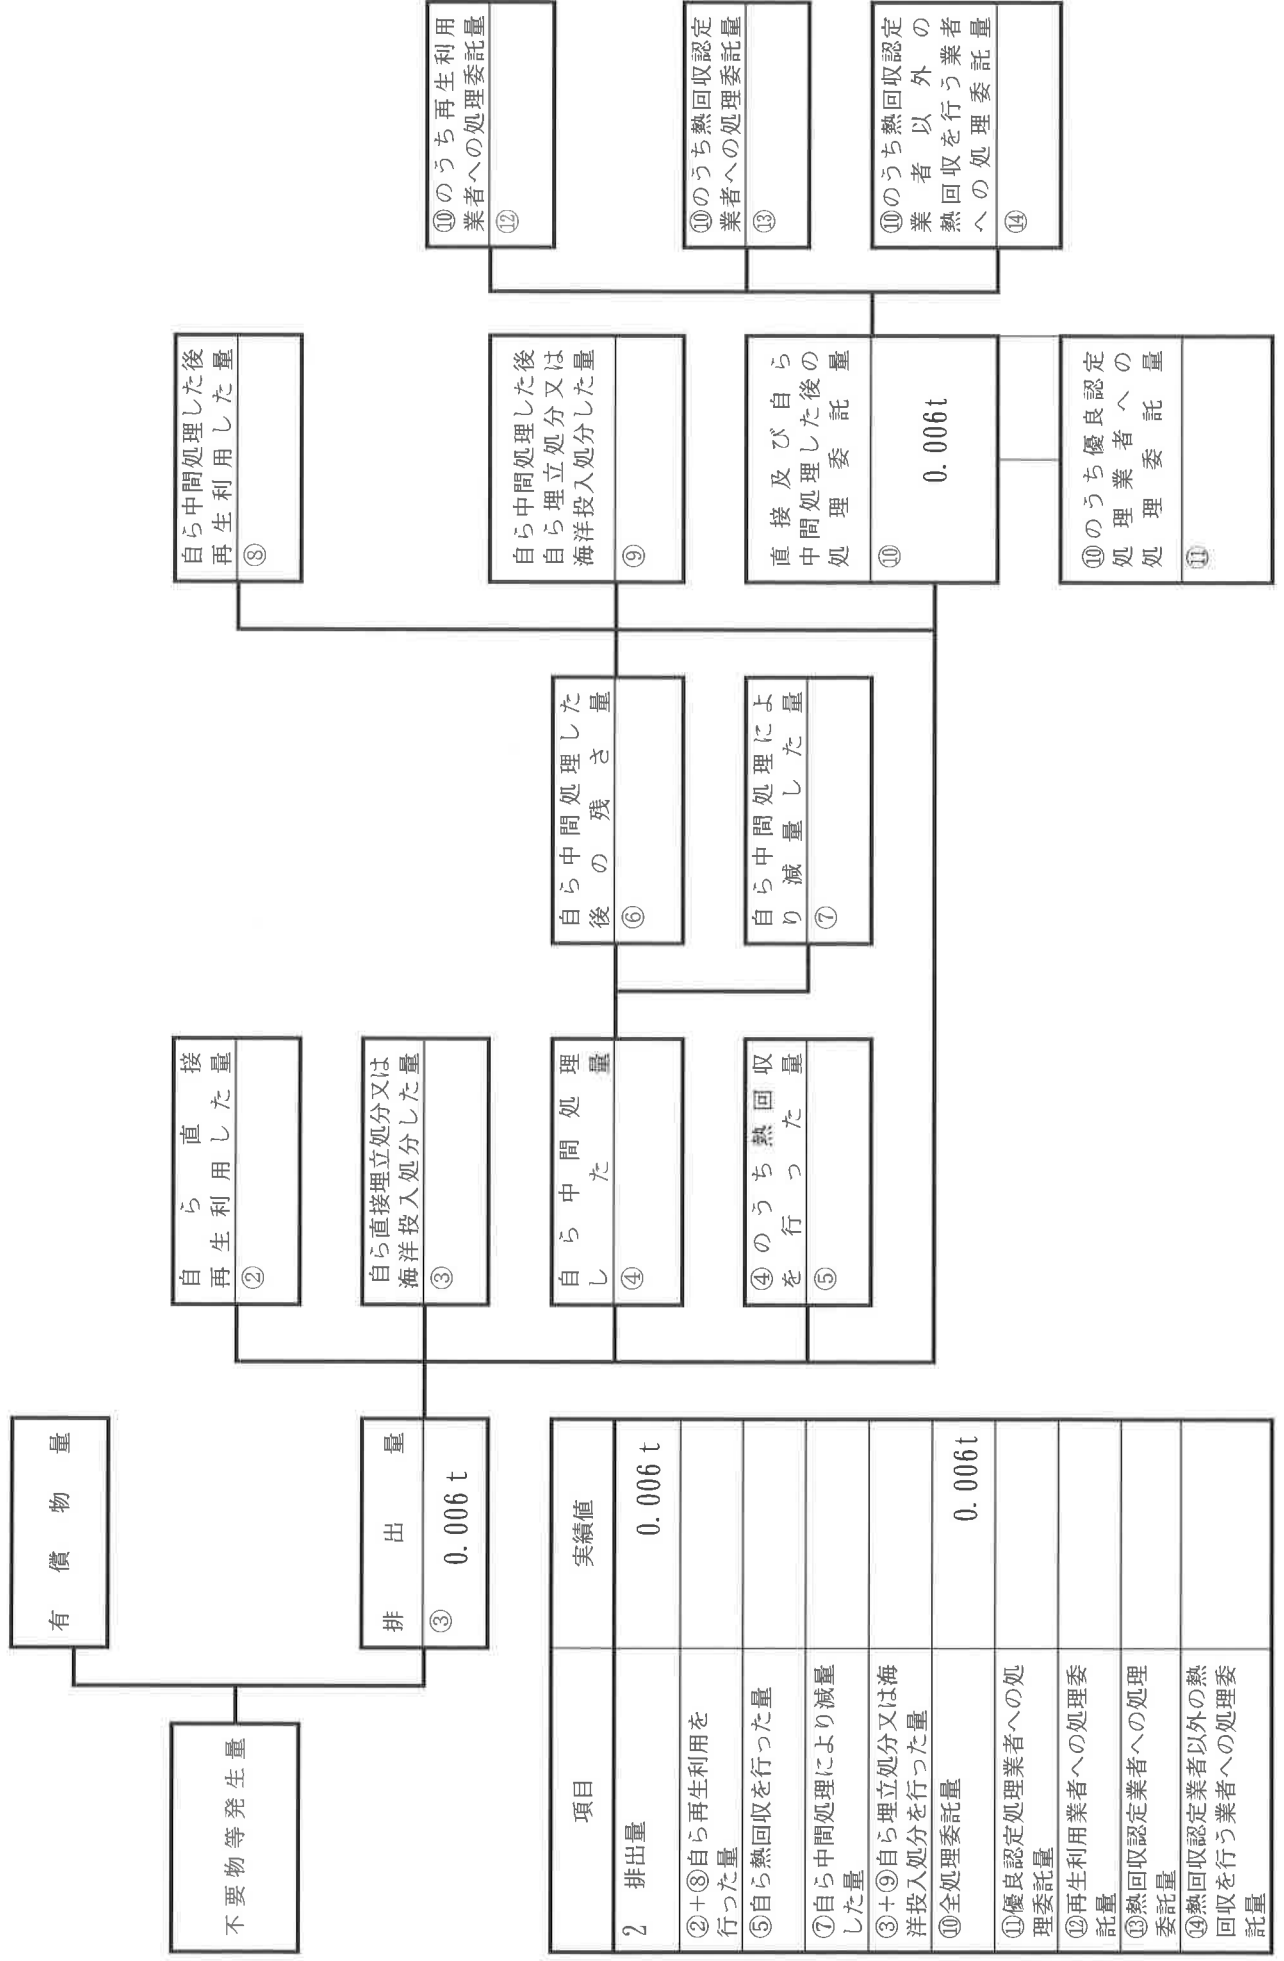 不要物等発生量
有償物量
排出量
③
0.006 t
自ら直接
再生利用した量
②
自ら直接埋立処分又は
海洋投入処分した量
③
自ら中間処理
した量
④
④のうち熱回収
を行った量
⑤
自ら中間処理した
後の残さ量
⑥
自ら中間処理によ
り減量した量
⑦
自ら中間処理した後
再生利用した量
⑧
自ら中間処理した後
自ら埋立処分又は
海洋投入処分した量
⑨
直接及び自ら
中間処理した後の
処理委託量
⑩
0.006t
⑩のうち優良認定
処理業者への
処理委託量
⑪
⑩のうち再生利用
業者への処理委託量
⑫
⑩のうち熱回収認定
業者への処理委託量
⑬
⑩のうち熱回収認定
業者以外の
熱回収を行う業者
への処理委託量
⑭
項目
実績値
2 排出量
0.006 t
②+⑧自ら再生利用を
行った量
⑤自ら熱回収を行った量
⑦自ら中間処理により減量
した量
③+⑨自ら埋立処分又は海
洋投入処分を行った量
⑩全処理委託量
0.006t
⑪優良認定処理業者への処
理委託量
⑫再生利用業者への処理委
託量
⑬熱回収認定業者への処理
委託量
⑭熱回収認定業者以外の熱
回収を行う業者への処理委
託量